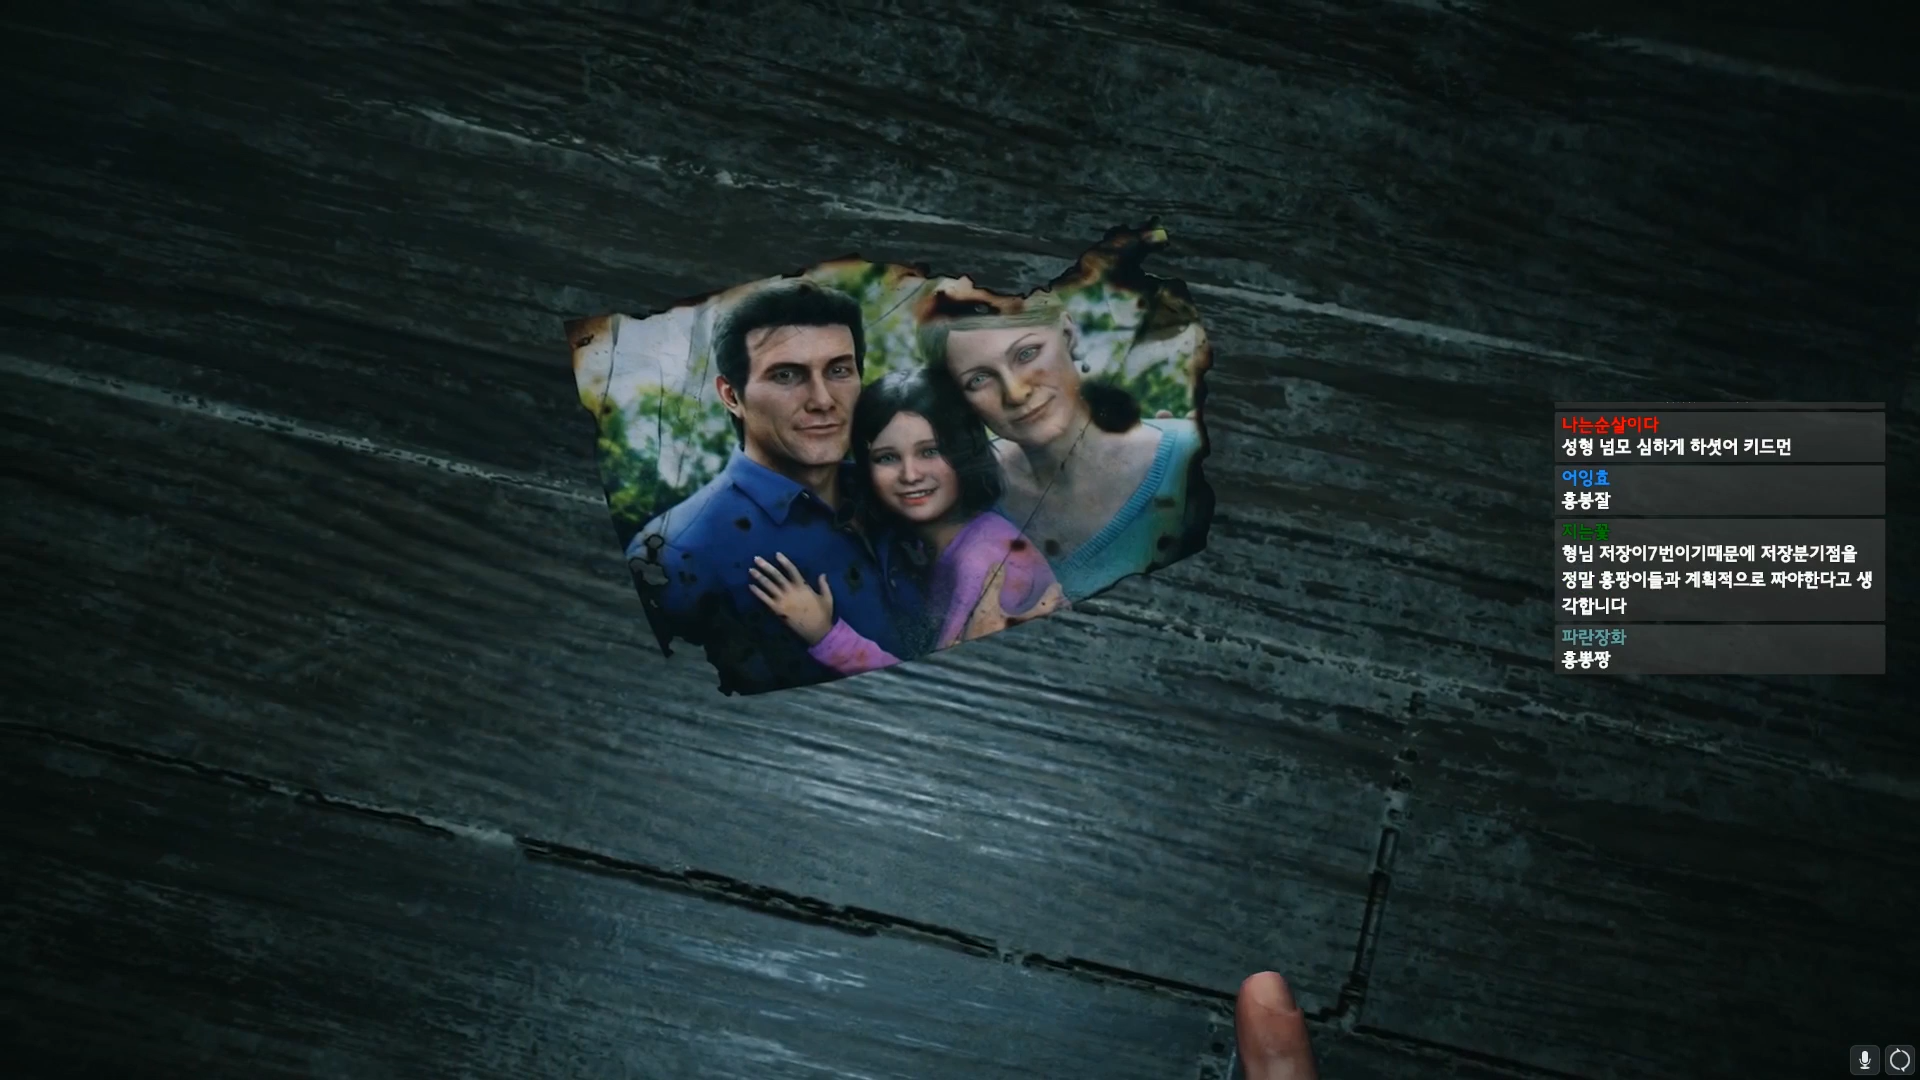 나는순살이다
성형 넘모 심하게 하셧어 키드먼
어잉효
홍봉잘
지는꽃
형님 저장이7번이기때문에 저장분기점을
정말 홍팡이들과 계획적으로 짜야한다고 생
각합니다
파란장화
홍뽕짱